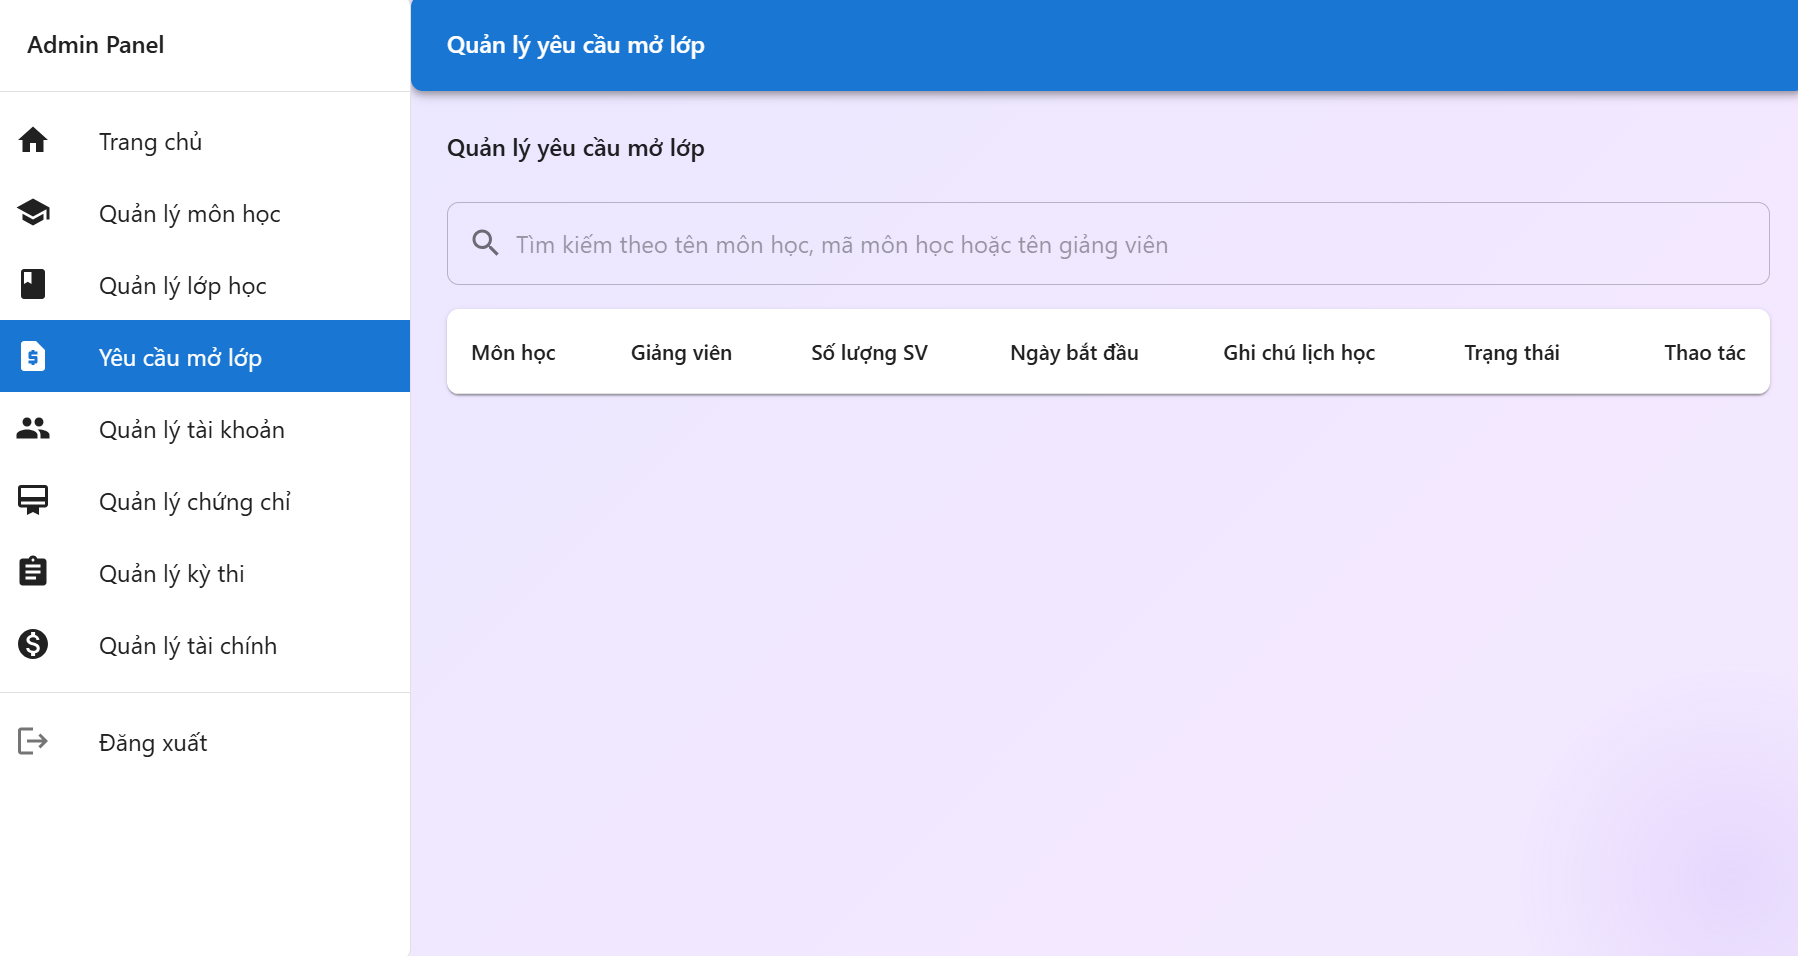 Admin Panel
Trang chủ
Quản lý môn học
Quản lý lớp học
Yêu cầu mở lớp
Quản lý tài khoản
Quản lý chứng chỉ
Quản lý kỳ thi
Quản lý tài chính
Đăng xuất
Quản lý yêu cầu mở lớp
Quản lý yêu cầu mở lớp
Tìm kiếm theo tên môn học, mã môn học hoặc tên giảng viên
Môn học Giảng viên Số lượng SV Ngày bắt đầu Ghi chú lịch học Trạng thái Thao tác